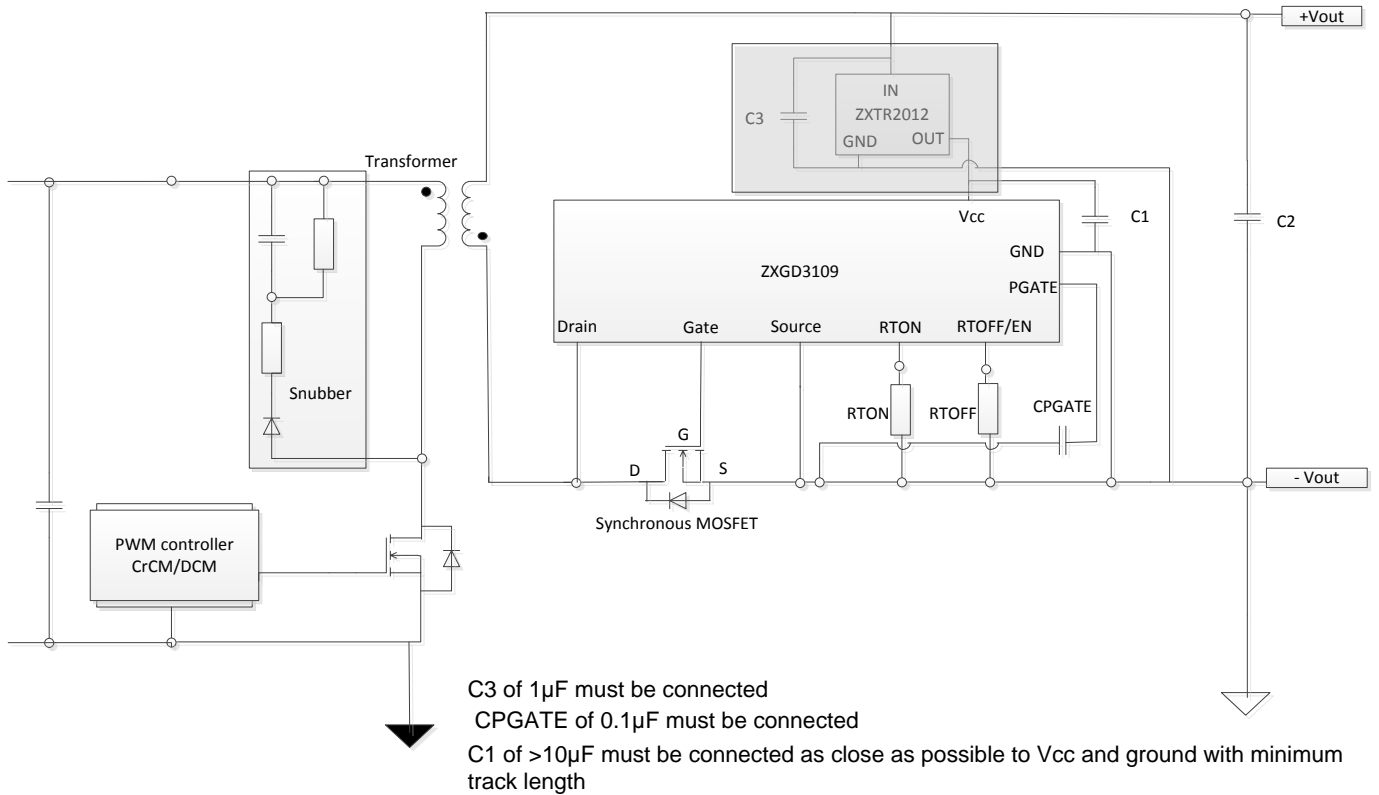 +Vout
IN
ZXTR2012
C3
GND
OUT
Transformer
Vcc
C1
C2
GND
ZXGD3109
PGATE
Drain
Gate
Source
RTON
RTOFF/EN
Snubber
RTON
RTOFF
CPGATE
G
D
S
- Vout
Synchronous MOSFET
PWM controller
CrCM/DCM
C3 of 1µF must be connected
CPGATE of 0.1µF must be connected
C1 of >10µF must be connected as close as possible to Vcc and ground with minimum
track length